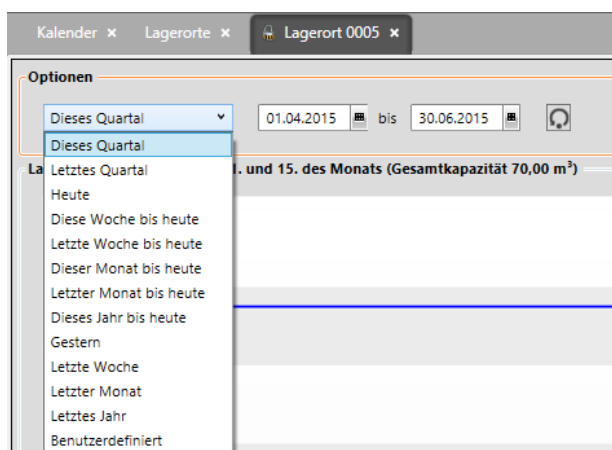 Kalender × Lagerorte × Lagerort 0005 ×
Optionen
Dieses Quartal 01.04.2015 bis 30.06.2015
Dieses Quartal
La
Letztes Quartal
. und 15. des Monats (Gesamtkapazität 70,00 m³)
Heute
Diese Woche bis heute
Letzte Woche bis heute
Dieser Monat bis heute
Letzter Monat bis heute
Dieses Jahr bis heute
Gestern
Letzte Woche
Letzter Monat
Letztes Jahr
Benutzerdefiniert